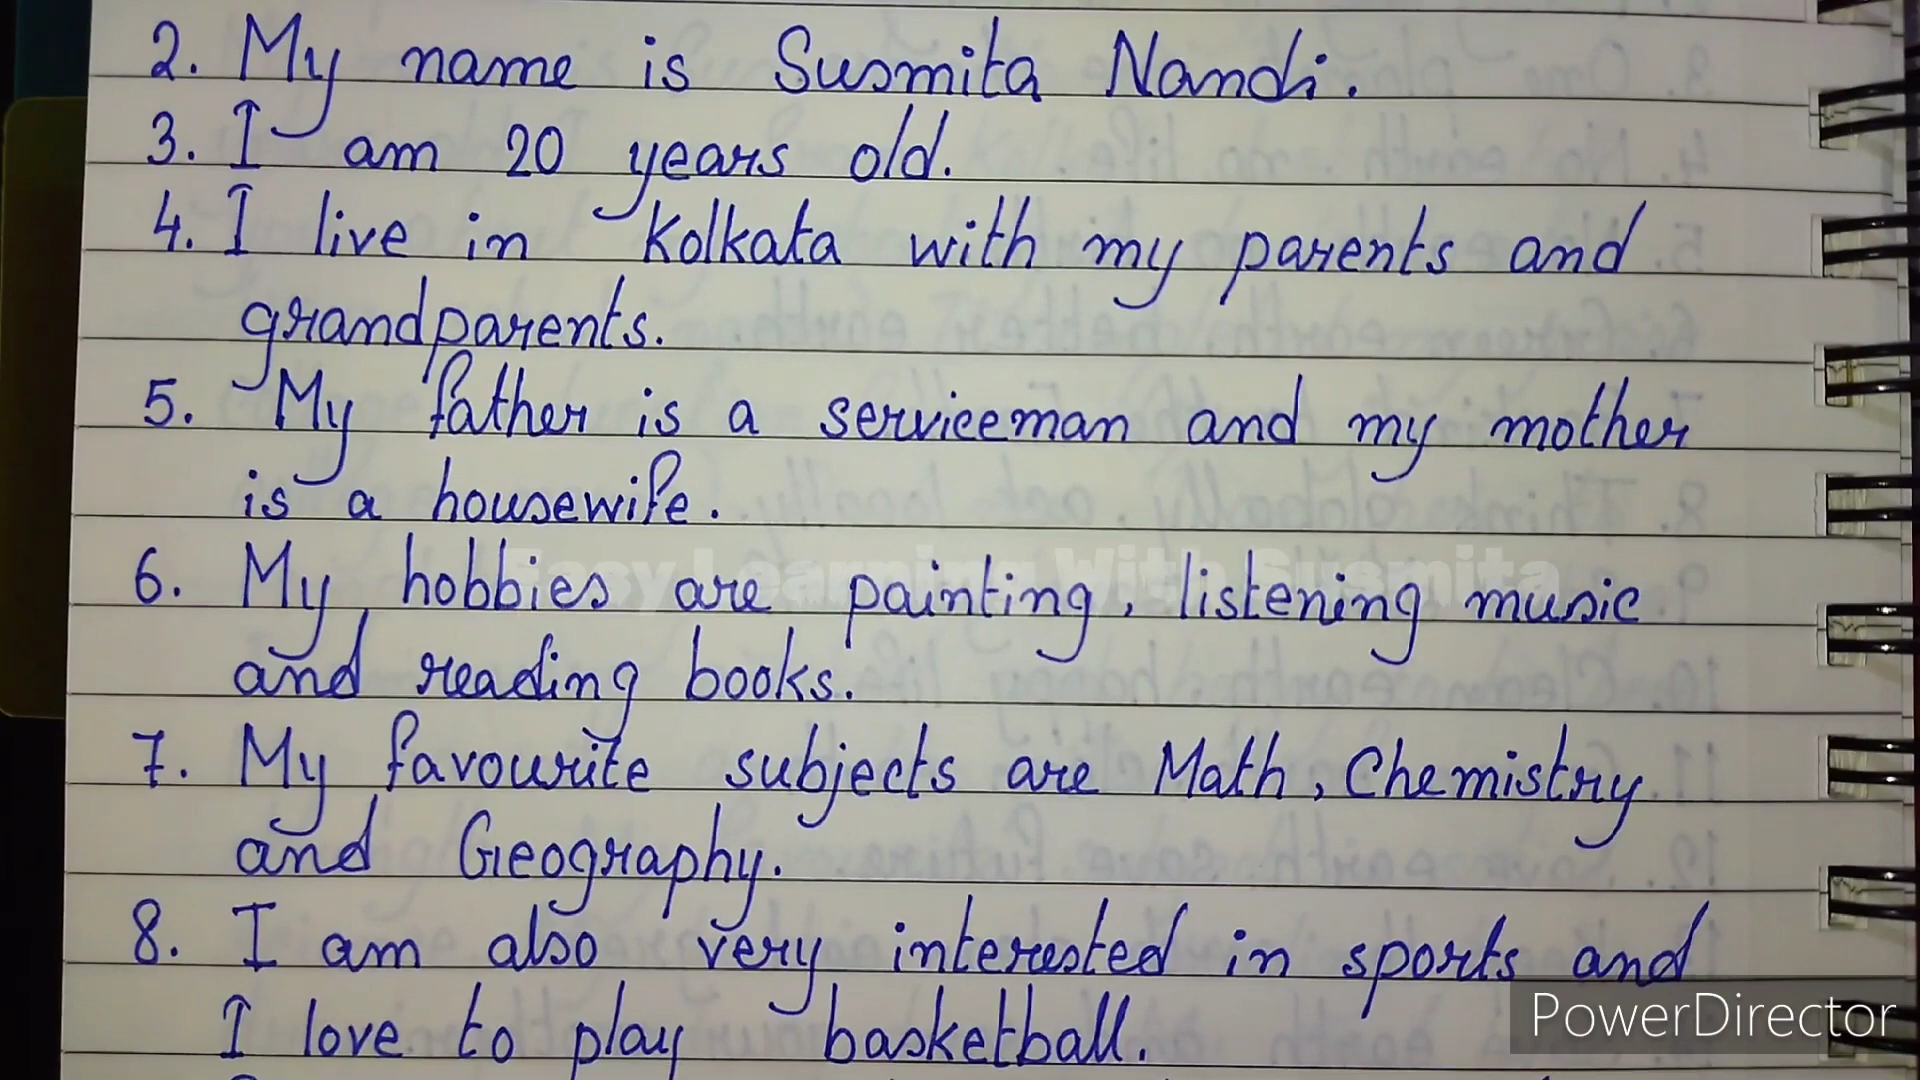 2. My name is Susmita Nandi.
3. I am 20 years old.
4. I live in Kolkata with my parents and
grandparents.
5. My father is a serviceman and my mother
is a housewife.
6. My hobbies are painting, listening music
Easy Learning With Susmita
and reading books.
7. My favourite subjects are Math, Chemistry
and Geography.
8. I am also very interested in sports and
I love to play basketball.
PowerDirector